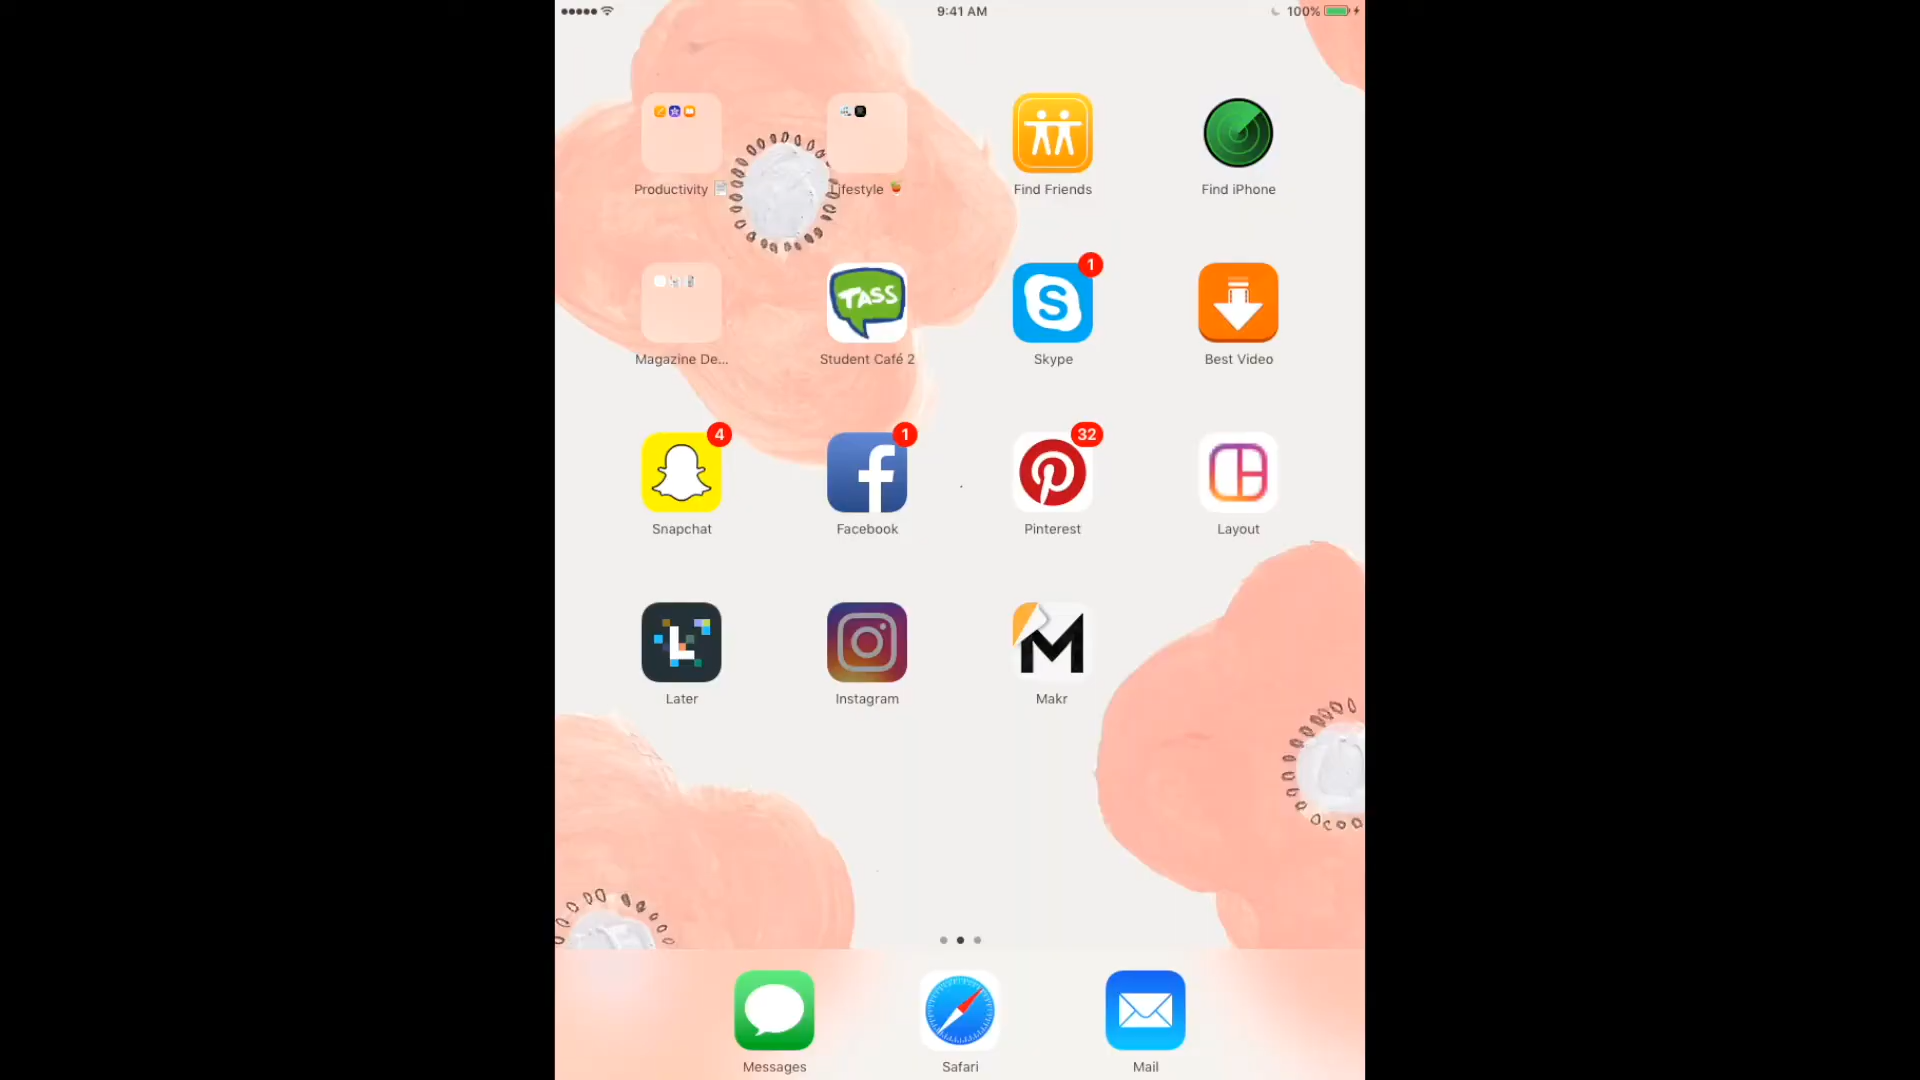 9:41 AM
100%
Productivity
Lifestyle
Find Friends
Find iPhone
Magazine De...
TASS
Student Café 2
1
Skype
Best Video
4
Snapchat
1
Facebook
32
Pinterest
Layout
L
Later
Instagram
M
Makr
Messages
Safari
Mail